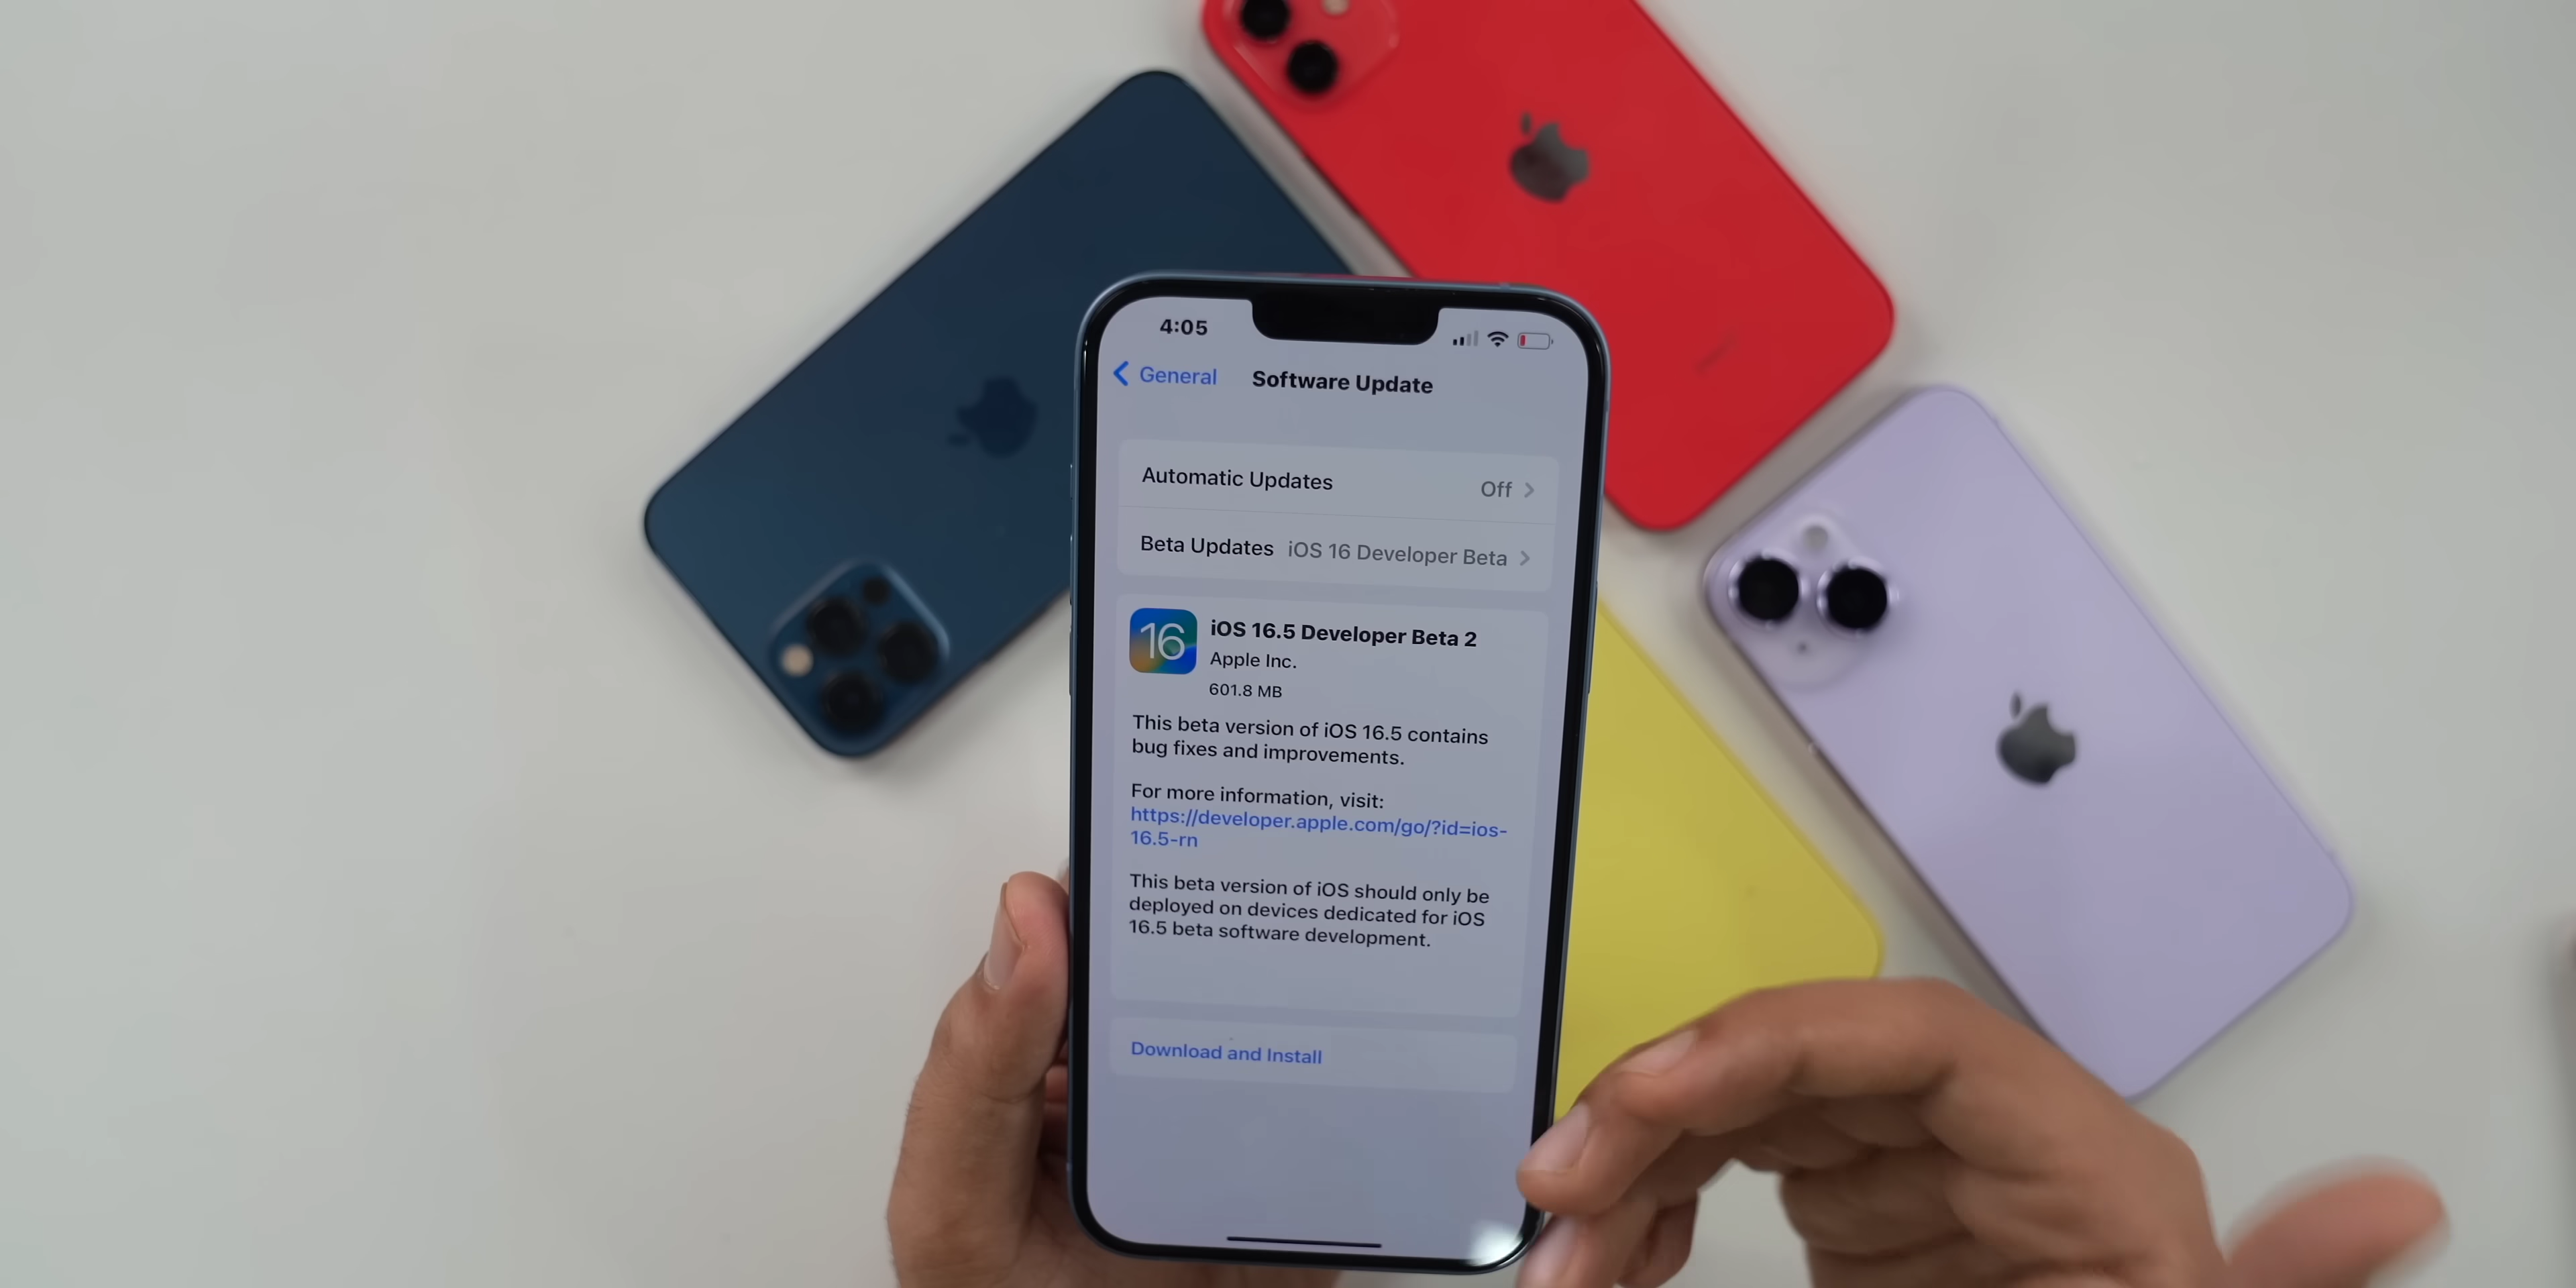 4:05
General Software Update
Automatic Updates Off
Beta Updates iOS 16 Developer Beta
16
iOS 16.5 Developer Beta 2
Apple Inc.
601.8 MB
This beta version of iOS 16.5 contains
bug fixes and improvements.
For more information, visit:
https://developer.apple.com/go/?id=ios-
16.5-rn
This beta version of iOS should only be
deployed on devices dedicated for iOS
16.5 beta software development.
Download and Install